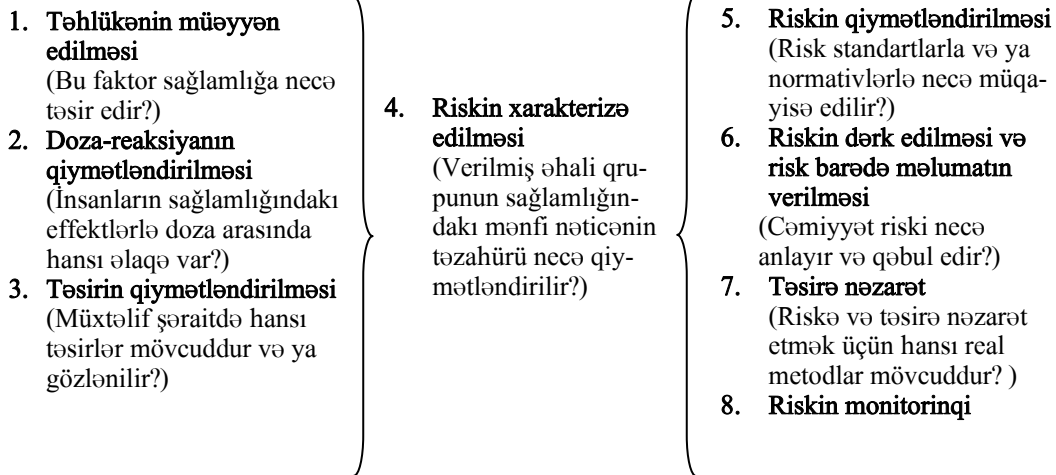 1. Təhlükənin müəyyən
edilməsi
(Bu faktor sağlamlığa necə
təsir edir?)
2. Doza-reaksiyanın
qiymətləndirilməsi
(İnsanların sağlamlığındakı
effektlərlə doza arasında
hansı əlaqə var?)
3. Təsirin qiymətləndirilməsi
(Müxtəlif şəraitdə hansı
təsirlər mövcuddur və ya
gözlənilir?)
4. Riskin xarakterizə
edilməsi
(Verilmiş əhali qru-
punun sağlamlığın-
dakı mənfi nəticənin
təzahürü necə qiy-
mətləndirilir?)
5. Riskin qiymətləndirilməsi
(Risk standartlarla və ya
normativlərlə necə müqa-
yisə edilir?)
6. Riskin dərk edilməsi və
risk barədə məlumatın
verilməsi
(Cəmiyyət riski necə
anlayır və qəbul edir?)
7. Təsirə nəzarət
(Riskə və təsirə nəzarət
etmək üçün hansı real
metodlar mövcuddur? )
8. Riskin monitorinqi